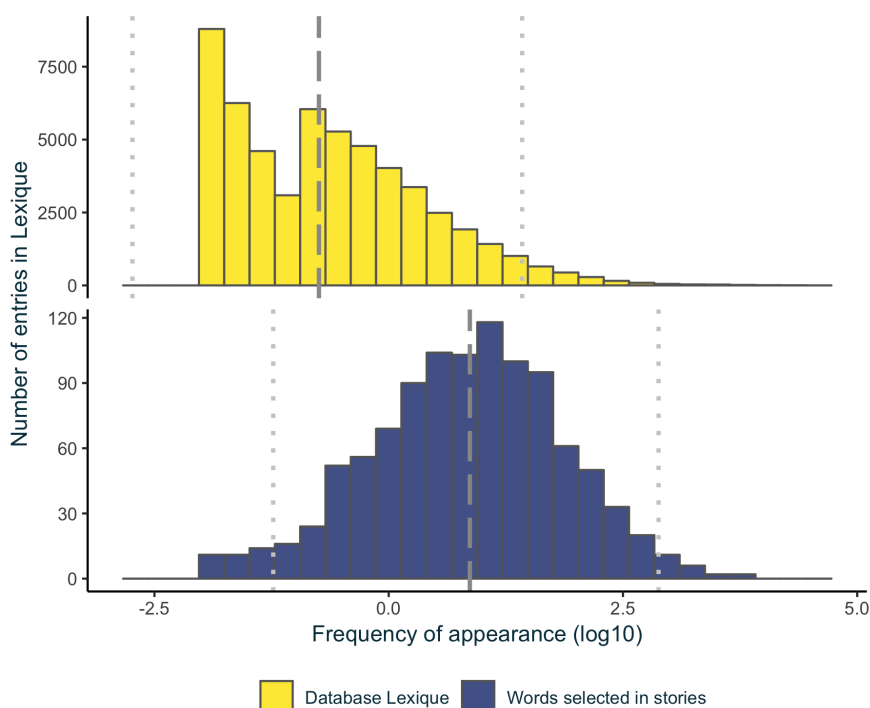 7500
5000
2500
0
120
90
60
30
0
Number of entries in Lexique
-2.5 0.0 2.5 5.0
Frequency of appearance (log10)
Database Lexique Words selected in stories